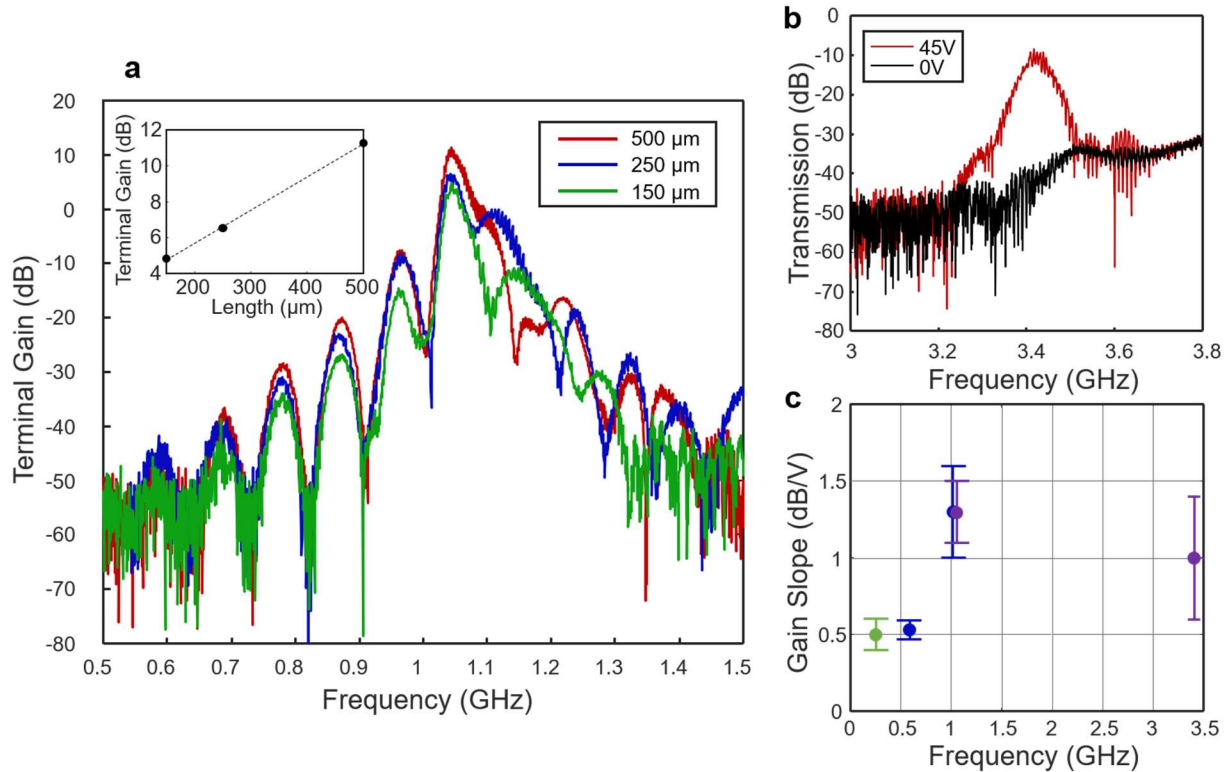 a
20
10
0
-10
-20
-30
-40
-50
-60
-70
-80
Terminal Gain (dB)
0.5 0.6 0.7 0.8 0.9 1 1.1 1.2 1.3 1.4 1.5
Frequency (GHz)
12
10
8
6
4
Terminal Gain (dB)
200 300 400 500
Length (µm)
500 µm
250 µm
150 µm
b
0
-10
-20
-30
-40
-50
-60
-70
-80
Transmission (dB)
45V
0V
3 3.2 3.4 3.6 3.8
Frequency (GHz)
c
2
1.5
1
0.5
0
Gain Slope (dB/V)
0 0.5 1 1.5 2 2.5 3 3.5
Frequency (GHz)